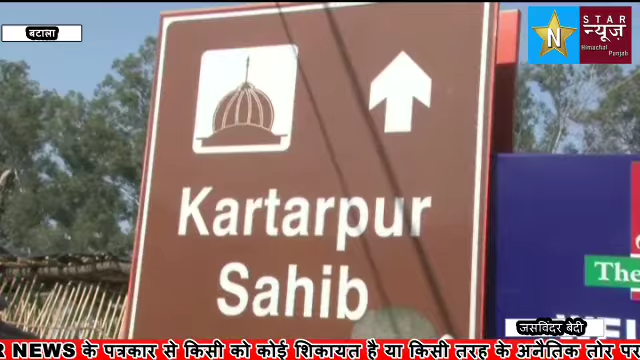 बटाला
N
STAR
न्यूज़
Himachal
Punjab
Kartarpur
Sahib
The
जसविंदर बेदी
R NEWS के पत्रकार से किसी को कोई शिकायत है या किसी तरह के अनैतिक तोर पर